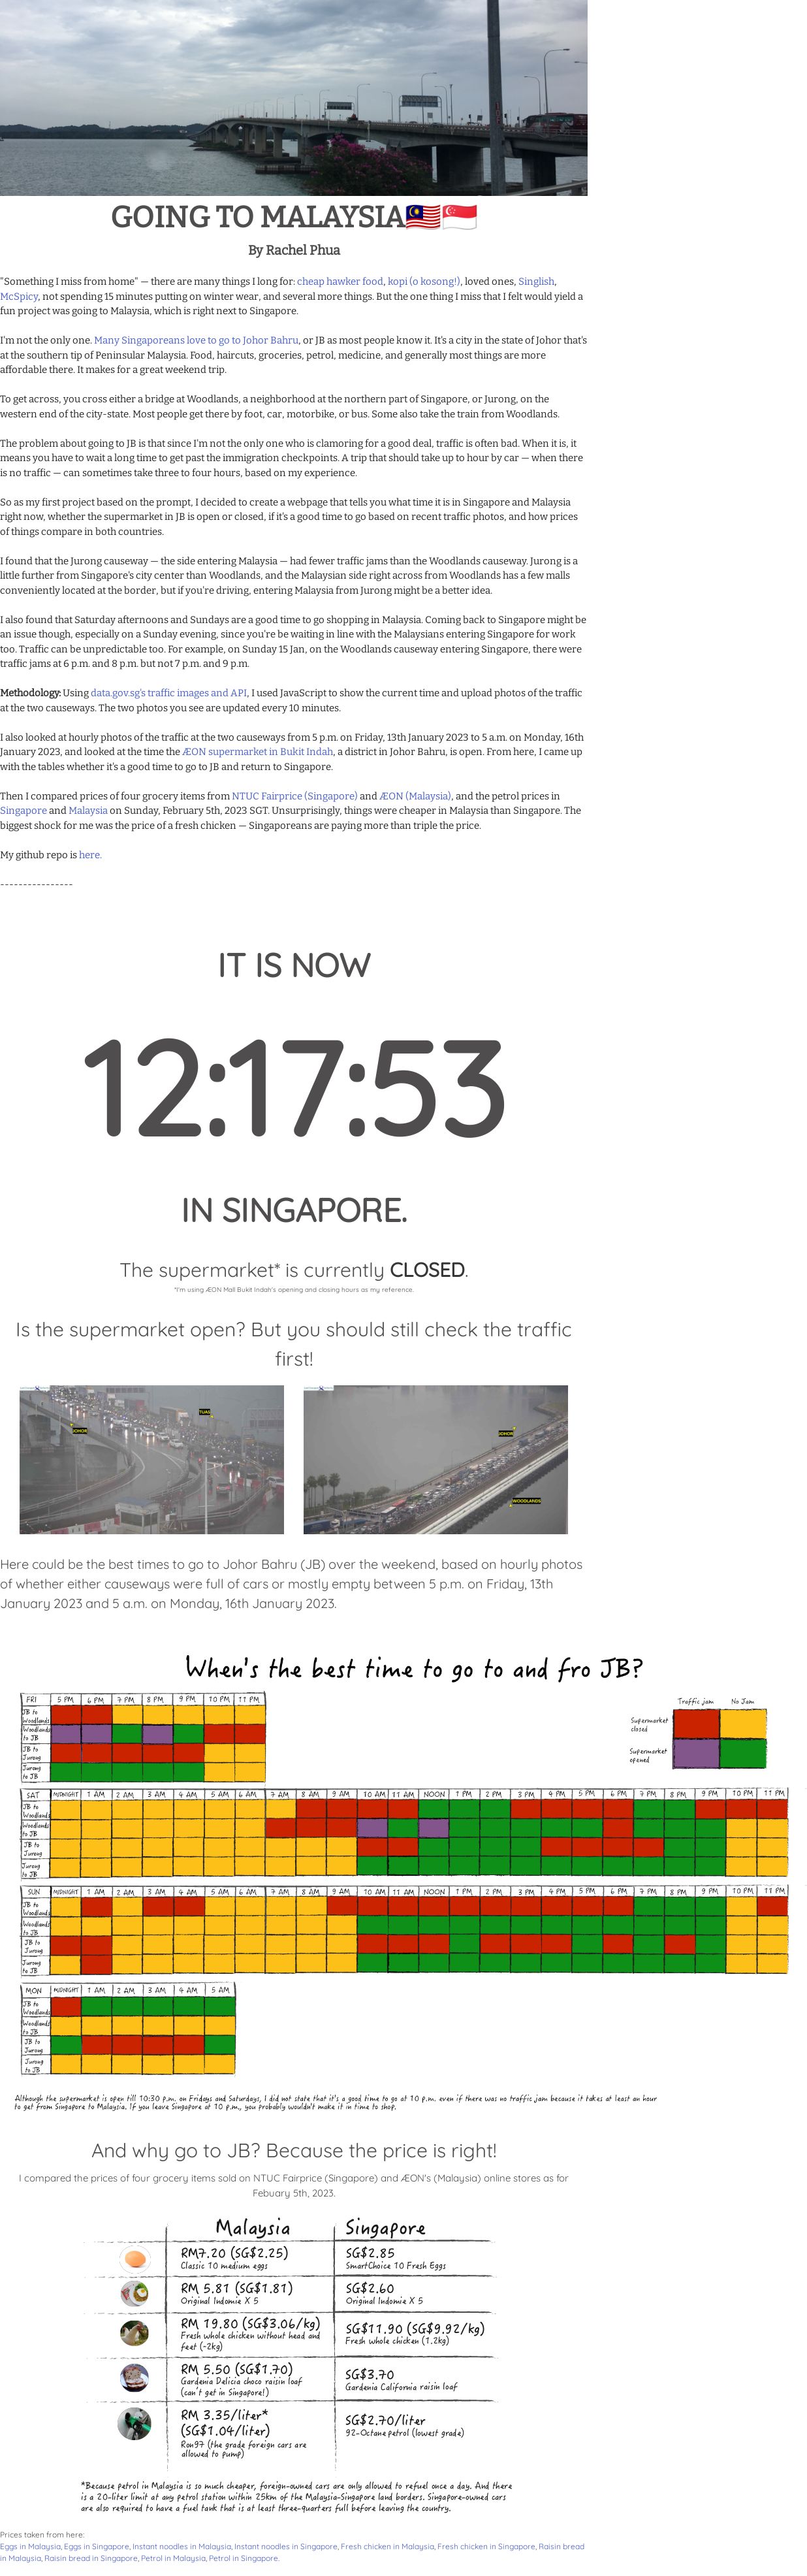 GOING TO MALAYSIA🇲🇾🇸🇬
By Rachel Phua
"Something I miss from home" — there are many things I long for: cheap hawker food, kopi (o kosong!), loved ones, Singlish,
McSpicy, not spending 15 minutes putting on winter wear, and several more things. But the one thing I miss that I felt would yield a
fun project was going to Malaysia, which is right next to Singapore.
I'm not the only one. Many Singaporeans love to go to Johor Bahru, or JB as most people know it. It's a city in the state of Johor that's
at the southern tip of Peninsular Malaysia. Food, haircuts, groceries, petrol, medicine, and generally most things are more
affordable there. It makes for a great weekend trip.
To get across, you cross either a bridge at Woodlands, a neighborhood at the northern part of Singapore, or Jurong, on the
western end of the city-state. Most people get there by foot, car, motorbike, or bus. Some also take the train from Woodlands.
The problem about going to JB is that since I'm not the only one who is clamoring for a good deal, traffic is often bad. When it is, it
means you have to wait a long time to get past the immigration checkpoints. A trip that should take up to hour by car — when there
is no traffic — can sometimes take three to four hours, based on my experience.
So as my first project based on the prompt, I decided to create a webpage that tells you what time it is in Singapore and Malaysia
right now, whether the supermarket in JB is open or closed, if it's a good time to go based on recent traffic photos, and how prices
of things compare in both countries.
I found that the Jurong causeway — the side entering Malaysia — had fewer traffic jams than the Woodlands causeway. Jurong is a
little further from Singapore's city center than Woodlands, and the Malaysian side right across from Woodlands has a few malls
conveniently located at the border, but if you're driving, entering Malaysia from Jurong might be a better idea.
I also found that Saturday afternoons and Sundays are a good time to go shopping in Malaysia. Coming back to Singapore might be
an issue though, especially on a Sunday evening, since you're be waiting in line with the Malaysians entering Singapore for work
too. Traffic can be unpredictable too. For example, on Sunday 15 Jan, on the Woodlands causeway entering Singapore, there were
traffic jams at 6 p.m. and 8 p.m. but not 7 p.m. and 9 p.m.
Methodology: Using data.gov.sg's traffic images and API, I used JavaScript to show the current time and upload photos of the traffic
at the two causeways. The two photos you see are updated every 10 minutes.
I also looked at hourly photos of the traffic at the two causeways from 5 p.m. on Friday, 13th January 2023 to 5 a.m. on Monday, 16th
January 2023, and looked at the time the ÆON supermarket in Bukit Indah, a district in Johor Bahru, is open. From here, I came up
with the tables whether it's a good time to go to JB and return to Singapore.
Then I compared prices of four grocery items from NTUC Fairprice (Singapore) and ÆON (Malaysia), and the petrol prices in
Singapore and Malaysia on Sunday, February 5th, 2023 SGT. Unsurprisingly, things were cheaper in Malaysia than Singapore. The
biggest shock for me was the price of a fresh chicken — Singaporeans are paying more than triple the price.
My github repo is here.
----------------
IT IS NOW
12:17:53
IN SINGAPORE.
The supermarket* is currently CLOSED.
*I'm using ÆON Mall Bukit Indah's opening and closing hours as my reference.
Is the supermarket open? But you should still check the traffic
first!
TUAS
JOHOR
JOHOR
WOODLANDS
Here could be the best times to go to Johor Bahru (JB) over the weekend, based on hourly photos
of whether either causeways were full of cars or mostly empty between 5 p.m. on Friday, 13th
January 2023 and 5 a.m. on Monday, 16th January 2023.
When's the best time to go to and fro JB?
Traffic jam No Jam
Supermarket closed
Supermarket opened
FRI 5 PM 6 PM 7 PM 8 PM 9 PM 10 PM 11 PM
JB to Woodlands
Woodlands to JB
JB to Jurong
Jurong to JB
SAT MIDNIGHT 1 AM 2 AM 3 AM 4 AM 5 AM 6 AM 7 AM 8 AM 9 AM 10 AM 11 AM NOON 1 PM 2 PM 3 PM 4 PM 5 PM 6 PM 7 PM 8 PM 9 PM 10 PM 11 PM
JB to Woodlands
Woodlands to JB
JB to Jurong
Jurong to JB
SUN MIDNIGHT 1 AM 2 AM 3 AM 4 AM 5 AM 6 AM 7 AM 8 AM 9 AM 10 AM 11 AM NOON 1 PM 2 PM 3 PM 4 PM 5 PM 6 PM 7 PM 8 PM 9 PM 10 PM 11 PM
JB to Woodlands
Woodlands to JB
JB to Jurong
Jurong to JB
MON MIDNIGHT 1 AM 2 AM 3 AM 4 AM 5 AM
JB to Woodlands
Woodlands to JB
JB to Jurong
Jurong to JB
Although the supermarket is open till 10:30 p.m. on Fridays and Saturdays, I did not state that it's a good time to go at 10 p.m. even if there was no traffic jam because it takes at least an hour
to get from Singapore to Malaysia. If you leave Singapore at 10 p.m., you probably wouldn't make it in time to shop.
And why go to JB? Because the price is right!
I compared the prices of four grocery items sold on NTUC Fairprice (Singapore) and ÆON's (Malaysia) online stores as for
Febuary 5th, 2023.
Malaysia Singapore
RM7.20 (SG$2.25) SG$2.85
Classic 10 medium eggs SmartChoice 10 Fresh Eggs
RM 5.81 (SG$1.81) SG$2.60
Original Indomie X 5 Original Indomie X 5
RM 19.80 (SG$3.06/kg) SG$11.90 (SG$9.92/kg)
Fresh whole chicken without head and
feet (~2kg)
Fresh whole chicken (1.2kg)
RM 5.50 (SG$1.70) SG$3.70
Gardenia Delicia choco raisin loaf
(can't get in Singapore!)
Gardenia California raisin loaf
RM 3.35/liter*
(SG$1.04/liter)
SG$2.70/liter
Ron97 (the grade foreign cars are
allowed to pump)
92-Octane petrol (lowest grade)
*Because petrol in Malaysia is so much cheaper, foreign-owned cars are only allowed to refuel once a day. And there
is a 20-liter limit at any petrol station within 25km of the Malaysia-Singapore land borders. Singapore-owned cars
are also required to have a fuel tank that is at least three-quarters full before leaving the country.
Prices taken from here:
Eggs in Malaysia, Eggs in Singapore, Instant noodles in Malaysia, Instant noodles in Singapore, Fresh chicken in Malaysia, Fresh chicken in Singapore, Raisin bread
in Malaysia, Raisin bread in Singapore, Petrol in Malaysia, Petrol in Singapore.